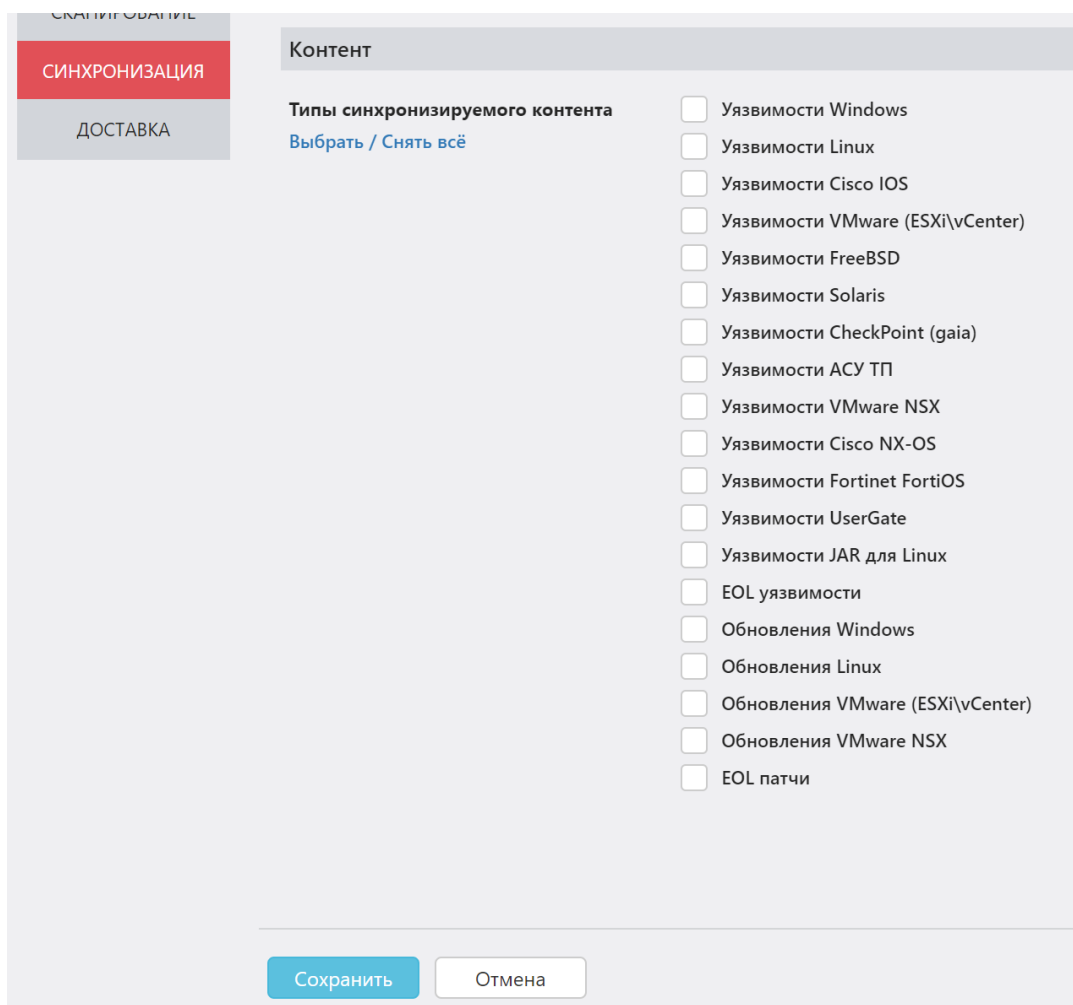 СКАНИРОВАНИЕ
СИНХРОНИЗАЦИЯ
ДОСТАВКА
Контент
Типы синхронизируемого контента
Выбрать / Снять всё
Уязвимости Windows
Уязвимости Linux
Уязвимости Cisco IOS
Уязвимости VMware (ESXi\vCenter)
Уязвимости FreeBSD
Уязвимости Solaris
Уязвимости CheckPoint (gaia)
Уязвимости АСУ ТП
Уязвимости VMware NSX
Уязвимости Cisco NX-OS
Уязвимости Fortinet FortiOS
Уязвимости UserGate
Уязвимости JAR для Linux
EOL уязвимости
Обновления Windows
Обновления Linux
Обновления VMware (ESXi\vCenter)
Обновления VMware NSX
EOL патчи
Сохранить
Отмена